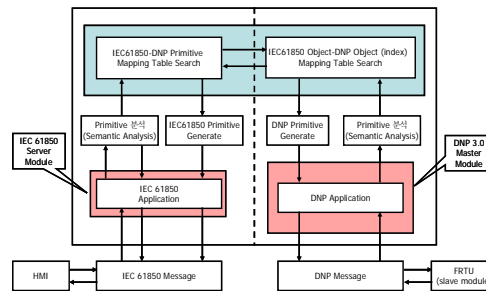 IEC61850-DNP Primitive
Mapping Table Search
IEC61850 Object-DNP Object (index)
Mapping Table Search
Primitive 분석
(Semantic Analysis)
IEC61850 Primitive
Generate
DNP Primitive
Generate
Primitive 분석
(Semantic Analysis)
IEC 61850
Server
Module
DNP 3.0
Master
Module
IEC 61850
Application
DNP Application
HMI
IEC 61850 Message
DNP Message
FRTU
(slave module)